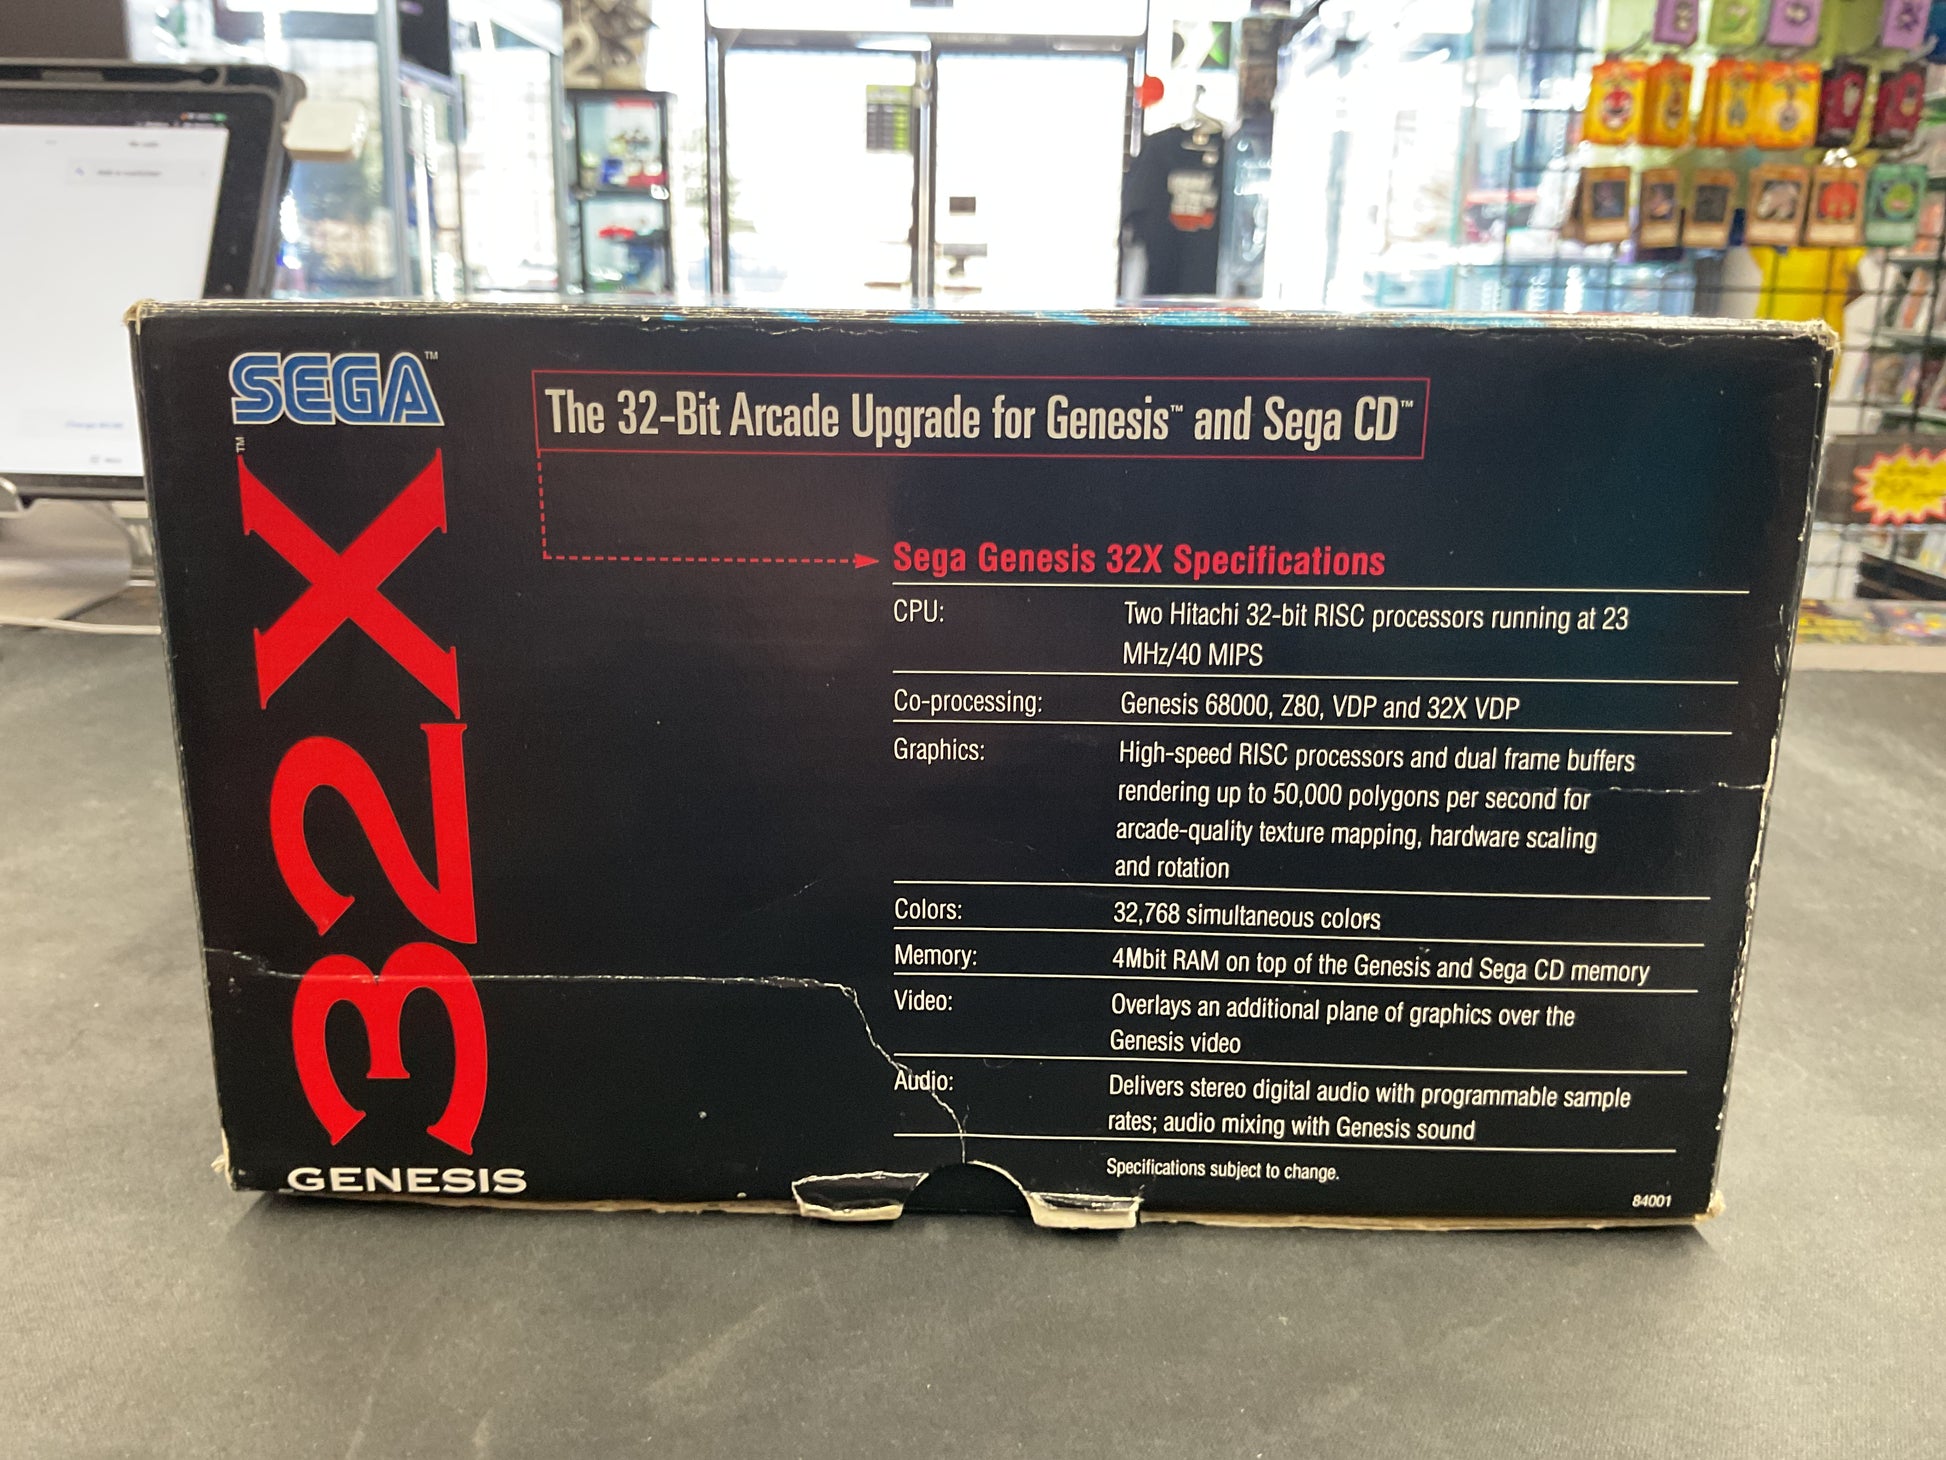 SEGA™
The 32-Bit Arcade Upgrade for Genesis™ and Sega CD™
32X™
GENESIS
Sega Genesis 32X Specifications
CPU: Two Hitachi 32-bit RISC processors running at 23
MHz/40 MIPS
Co-processing: Genesis 68000, Z80, VDP and 32X VDP
Graphics: High-speed RISC processors and dual frame buffers
rendering up to 50,000 polygons per second for
arcade-quality texture mapping, hardware scaling
and rotation
Colors: 32,768 simultaneous colors
Memory: 4Mbit RAM on top of the Genesis and Sega CD memory
Video: Overlays an additional plane of graphics over the
Genesis video
Audio: Delivers stereo digital audio with programmable sample
rates; audio mixing with Genesis sound
Specifications subject to change.
84001